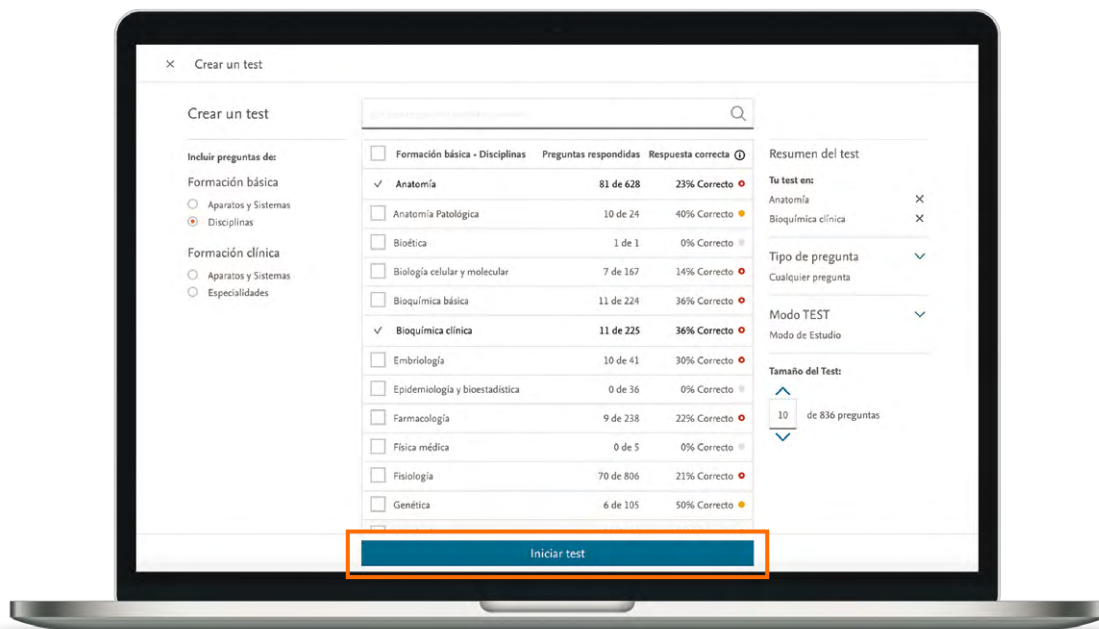 × Crear un test
Crear un test
Incluir preguntas de:
Formación básica
Aparatos y Sistemas
Disciplinas
Formación clínica
Aparatos y Sistemas
Especialidades
Formación básica - Disciplinas Preguntas respondidas Respuesta correcta
Anatomía 81 de 628 23% Correcto
Anatomía Patológica 10 de 24 40% Correcto
Bioética 1 de 1 0% Correcto
Biología celular y molecular 7 de 167 14% Correcto
Bioquímica básica 11 de 224 36% Correcto
Bioquímica clínica 11 de 225 36% Correcto
Embriología 10 de 41 30% Correcto
Epidemiología y bioestadística 0 de 36 0% Correcto
Farmacología 9 de 238 22% Correcto
Física médica 0 de 5 0% Correcto
Fisiología 70 de 806 21% Correcto
Genética 6 de 105 50% Correcto
Iniciar test
Resumen del test
Tu test en:
Anatomía ×
Bioquímica clínica ×
Tipo de pregunta
Cualquier pregunta
Modo TEST
Modo de Estudio
Tamaño del Test:
10 de 836 preguntas